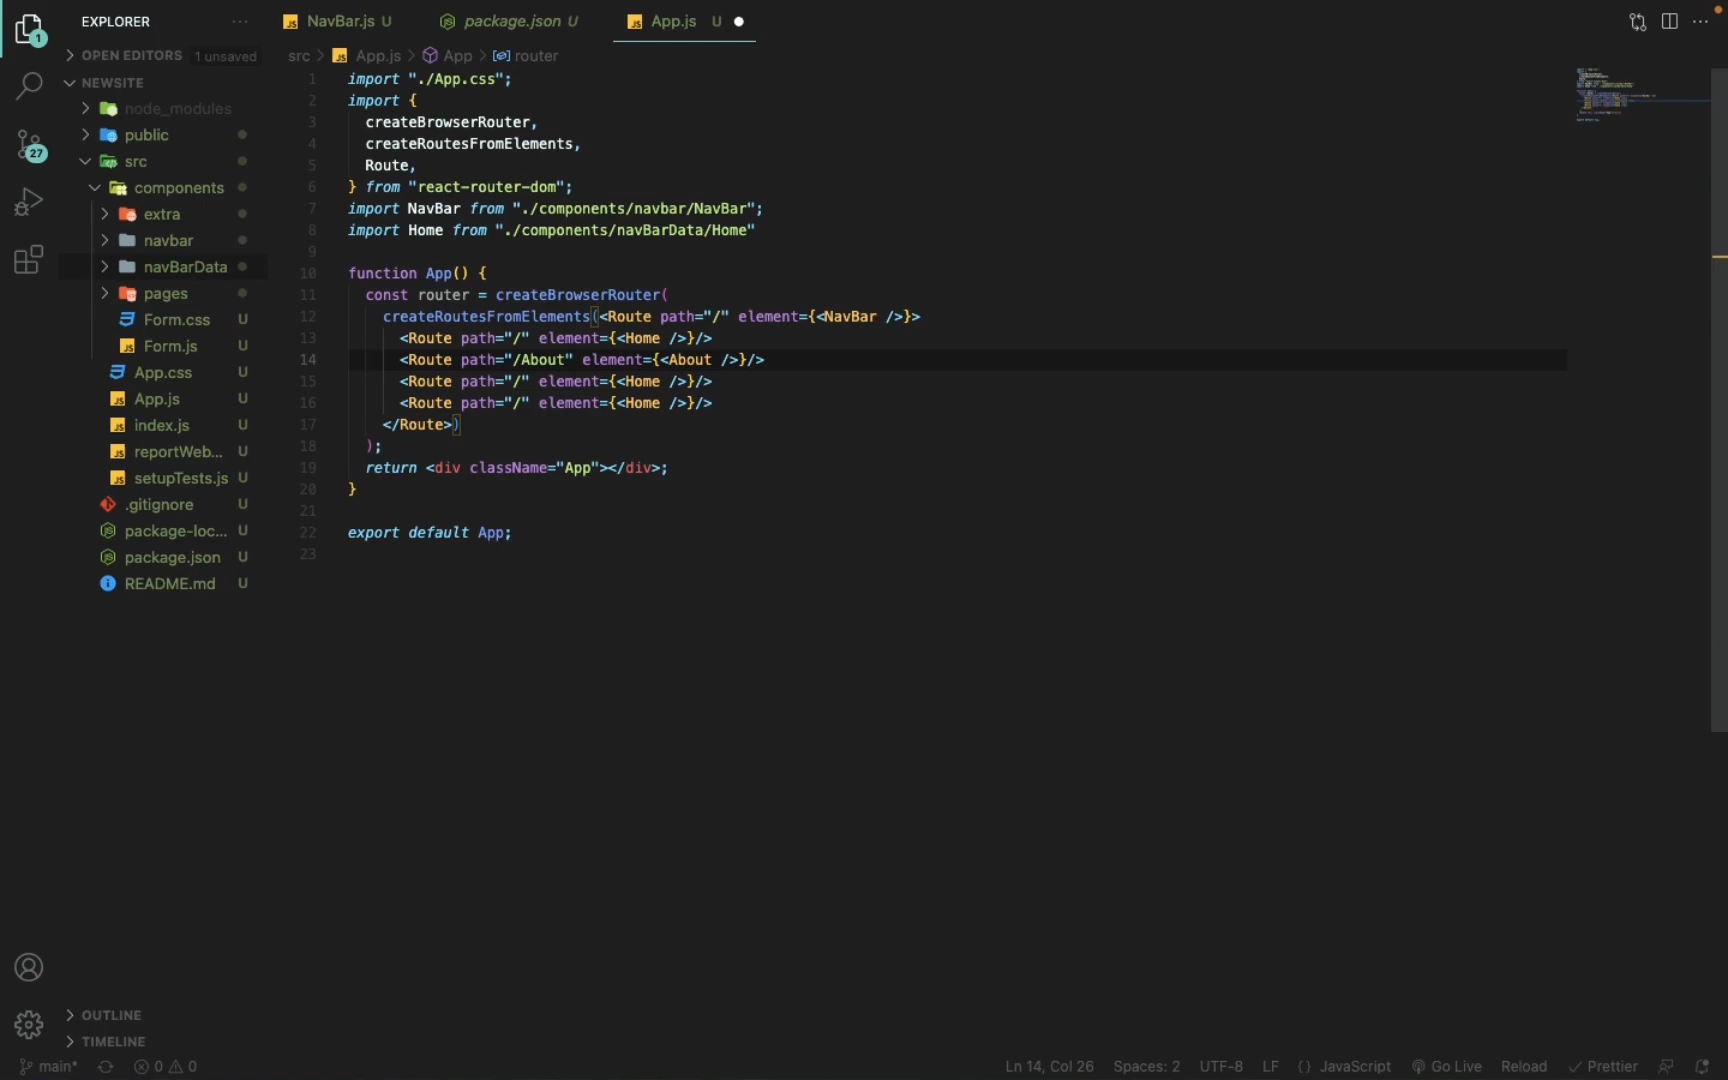 EXPLORER
···
NavBar.js U
package.json U
App.js U
1
OPEN EDITORS 1 unsaved
src > App.js > App > router
NEWSITE
node_modules
public
27
src
components
extra
navbar
navBarData
pages
Form.css U
Form.js U
App.css U
App.js U
index.js U
reportWeb... U
setupTests.js U
.gitignore U
package-loc... U
package.json U
README.md U
1 import "./App.css";
2 import {
3 createBrowserRouter,
4 createRoutesFromElements,
5 Route,
6 } from "react-router-dom";
7 import NavBar from "./components/navbar/NavBar";
8 import Home from "./components/navBarData/Home"
9
10 function App() {
11 const router = createBrowserRouter(
12 createRoutesFromElements(<Route path="/" element={<NavBar />}>
13 <Route path="/" element={<Home />}/>
14 <Route path="/About" element={<About />}/>
15 <Route path="/" element={<Home />}/>
16 <Route path="/" element={<Home />}/>
17 </Route>)
18 );
19 return <div className="App"></div>;
20 }
21
22 export default App;
23
OUTLINE
TIMELINE
main* 0 0
Ln 14, Col 26 Spaces: 2 UTF-8 LF {} JavaScript Go Live Reload Prettier